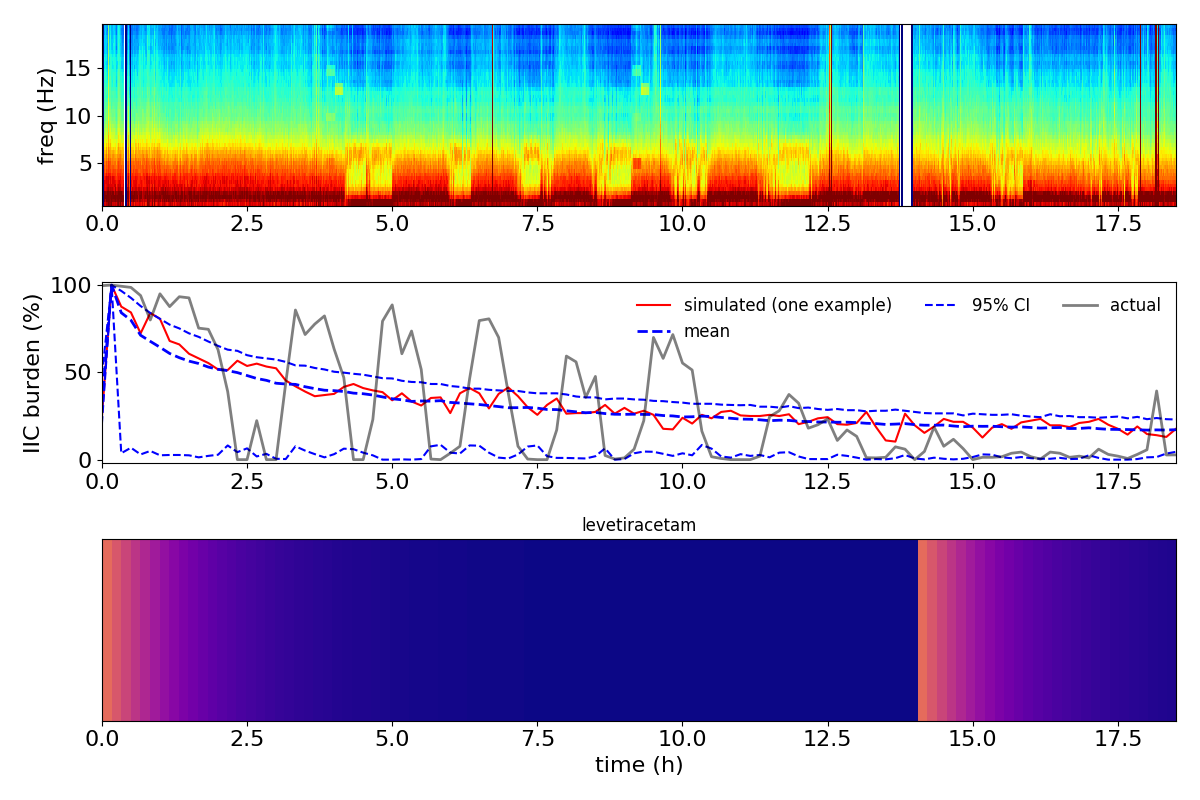 15
10
5
freq (Hz)
0.0 2.5 5.0 7.5 10.0 12.5 15.0 17.5
100
50
0
IIC burden (%)
simulated (one example) 95% CI actual
mean
0.0 2.5 5.0 7.5 10.0 12.5 15.0 17.5
levetiracetam
0.0 2.5 5.0 7.5 10.0 12.5 15.0 17.5
time (h)